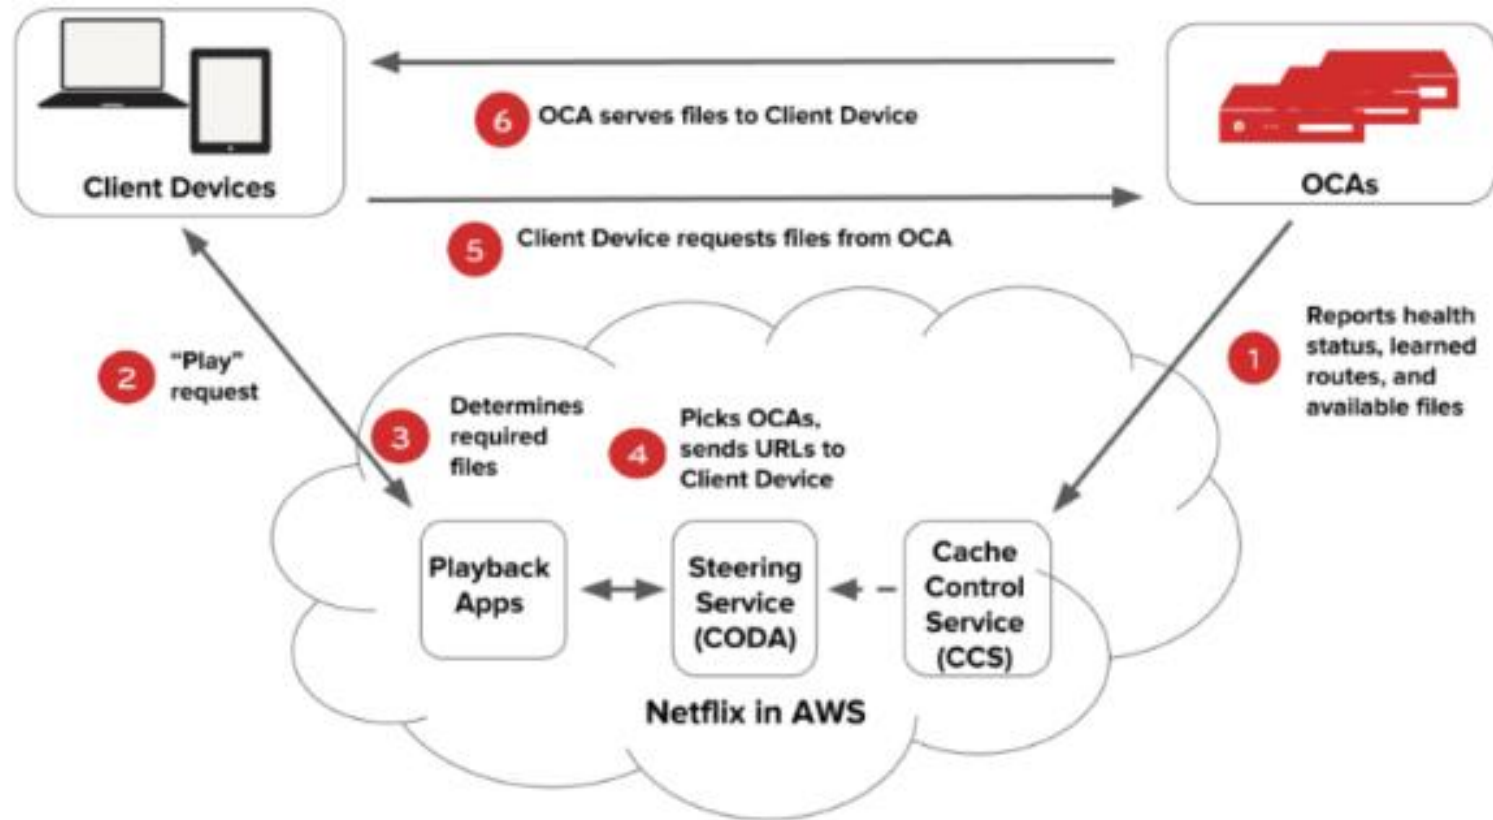 6
OCA serves files to Client Device
Client Devices
OCAs
5
Client Device requests files from OCA
2
"Play"
request
1
Reports health
status, learned
routes, and
available files
3
Determines
required
files
4
Picks OCAs,
sends URLs to
Client Device
Playback
Apps
Steering
Service
(CODA)
Cache
Control
Service
(CCS)
Netflix in AWS